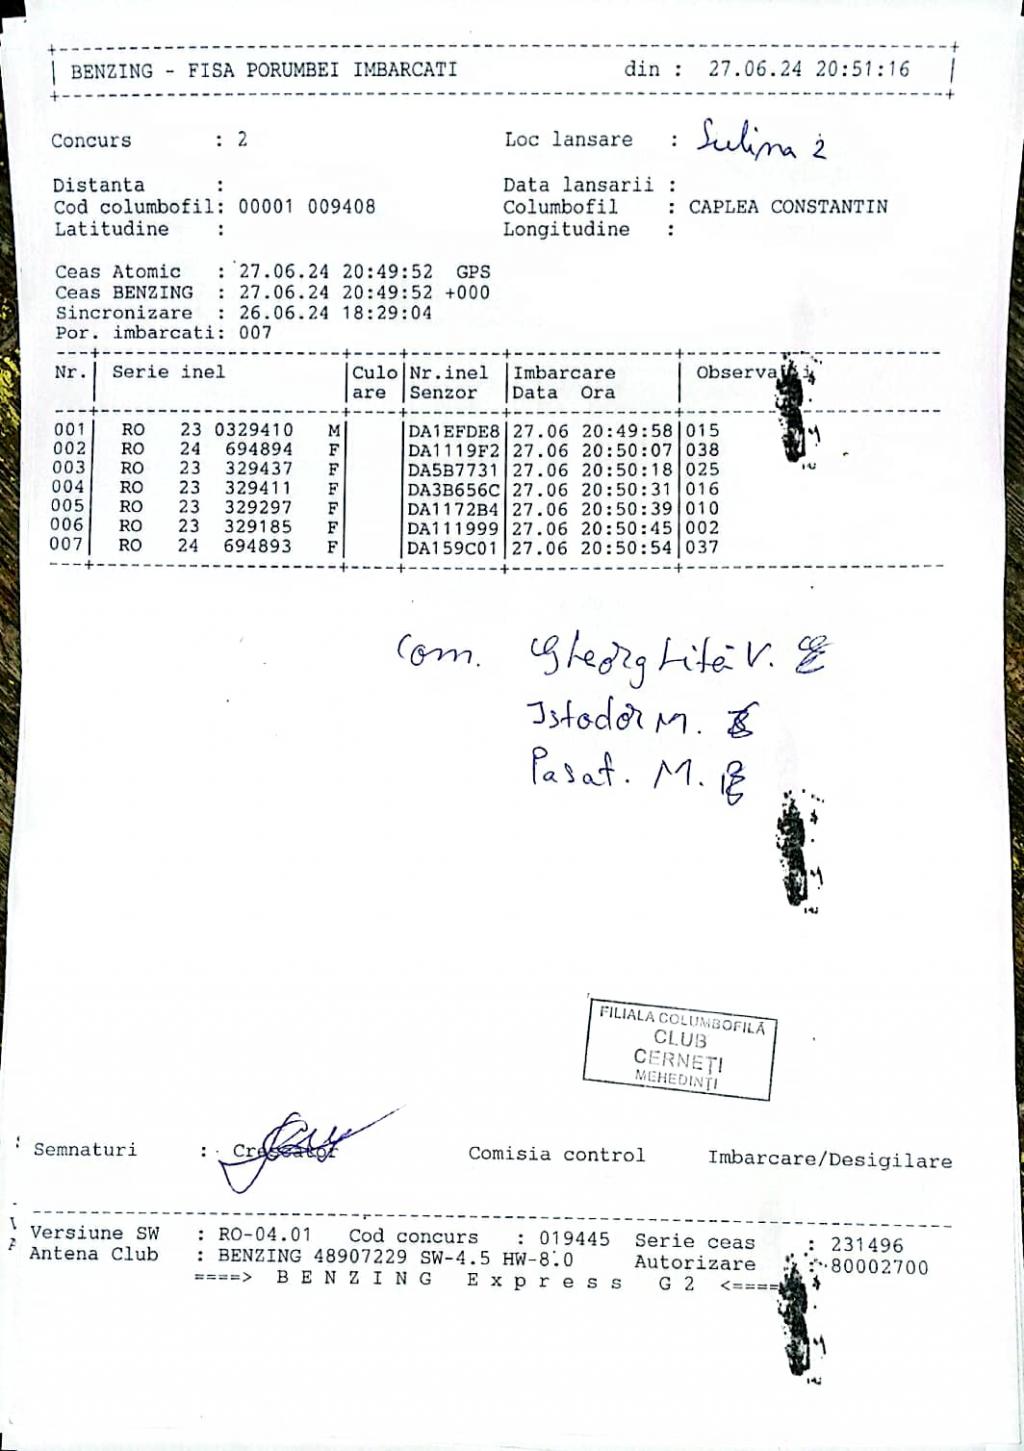 BENZING - FISA PORUMBEI IMBARCATI din : 27.06.24 20:51:16
Concurs : 2 Loc lansare : Sulina 2
Distanta : Data lansarii :
Cod columbofil: 00001 009408 Columbofil : CAPLEA CONSTANTIN
Latitudine : Longitudine :
Ceas Atomic : 27.06.24 20:49:52 GPS
Ceas BENZING : 27.06.24 20:49:52 +000
Sincronizare : 26.06.24 18:29:04
Por. imbarcati: 007
Nr. Serie inel Culo Nr.inel Imbarcare Observatii
are Senzor Data Ora
001 RO 23 0329410 M DA1EFDE8 27.06 20:49:58 015
002 RO 24 694894 F DA1119F2 27.06 20:50:07 038
003 RO 23 329437 F DA5B7731 27.06 20:50:18 025
004 RO 23 329411 F DA3B656C 27.06 20:50:31 016
005 RO 23 329297 F DA1172B4 27.06 20:50:39 010
006 RO 23 329185 F DA111999 27.06 20:50:45 002
007 RO 24 694893 F DA159C01 27.06 20:50:54 037
Com. Gheorghită V.
Istodor M.
Pasat. M.
FILIALA COLUMBOFILĂ
CLUB
CERNEȚI
MEHEDINȚI
Semnaturi : Crescator Comisia control Imbarcare/Desigilare
Versiune SW : RO-04.01 Cod concurs : 019445 Serie ceas : 231496
Antena Club : BENZING 48907229 SW-4.5 HW-8.0 Autorizare : 80002700
====> B E N Z I N G E x p r e s s G 2 <====